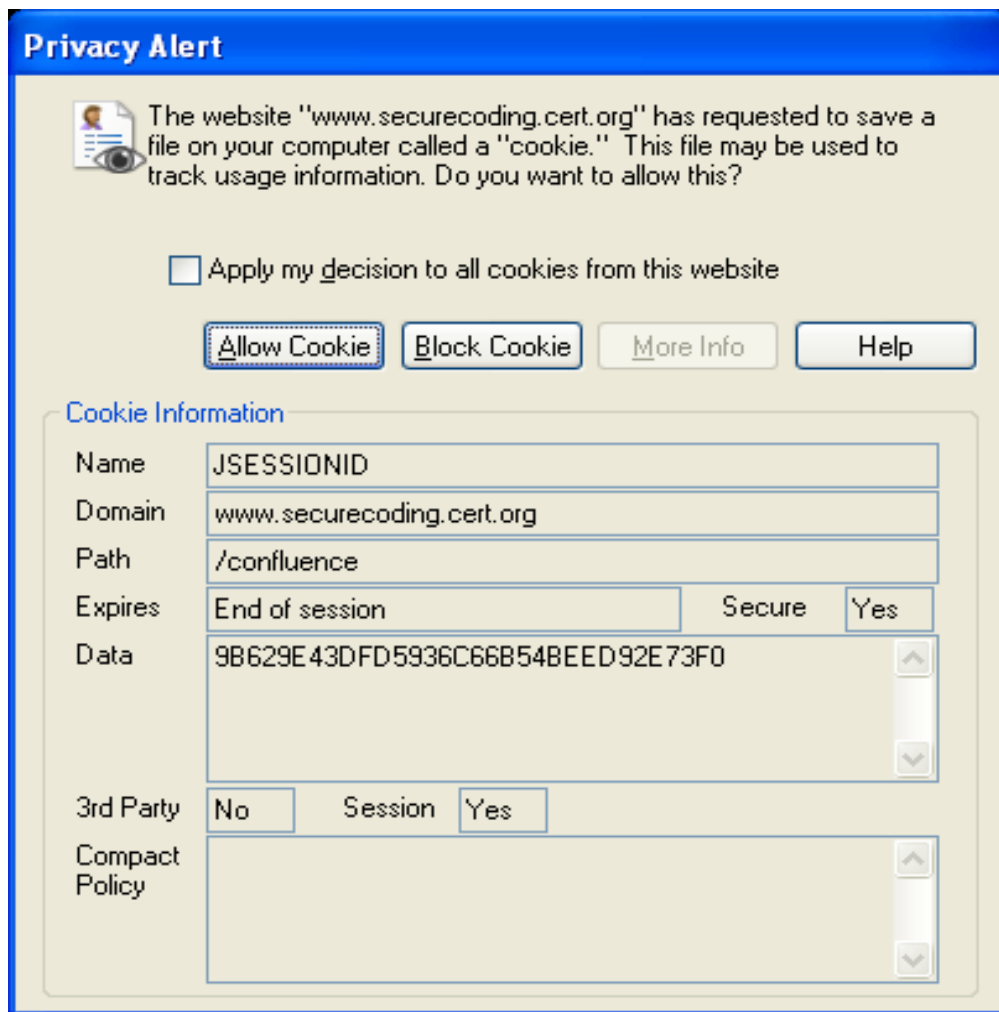 Privacy Alert
The website "www.securecoding.cert.org" has requested to save a
file on your computer called a "cookie." This file may be used to
track usage information. Do you want to allow this?
Apply my decision to all cookies from this website
Allow Cookie Block Cookie More Info Help
Cookie Information
Name JSESSIONID
Domain www.securecoding.cert.org
Path /confluence
Expires End of session Secure Yes
Data 9B629E43DFD5936C66B54BEED92E73F0
3rd Party No Session Yes
Compact
Policy